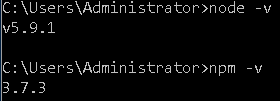 C:\Users\Administrator>node -v
v5.9.1
C:\Users\Administrator>npm -v
3.7.3